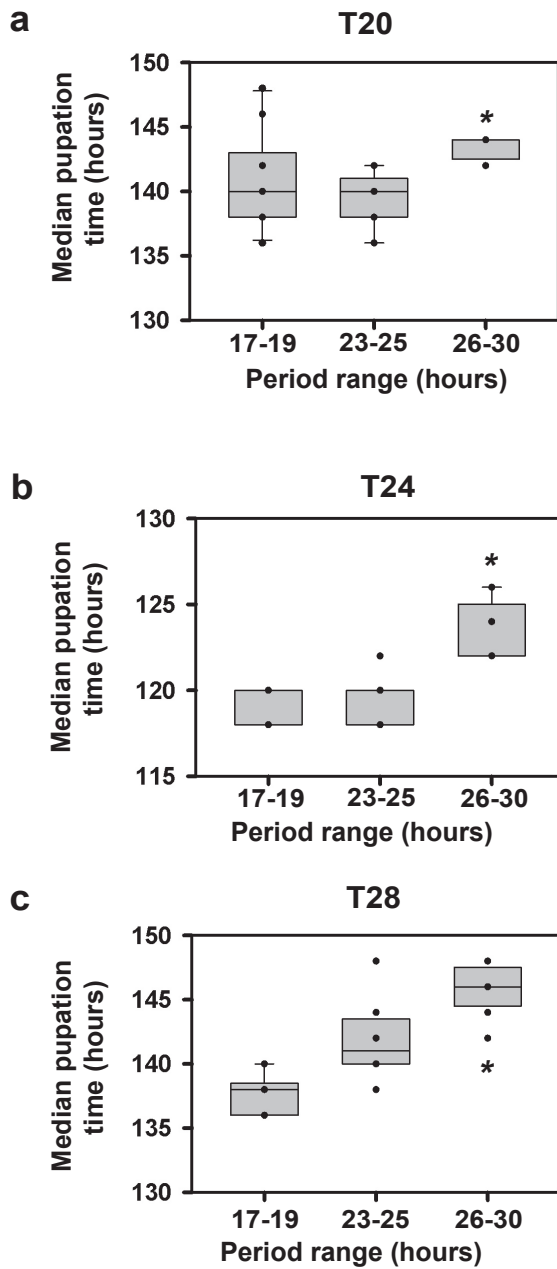 a
T20
Median pupation
time (hours)
150
145
140
135
130
*
17-19 23-25 26-30
Period range (hours)
b
T24
Median pupation
time (hours)
130
125
120
115
*
17-19 23-25 26-30
Period range (hours)
c
T28
Median pupation
time (hours)
150
145
140
135
130
*
17-19 23-25 26-30
Period range (hours)